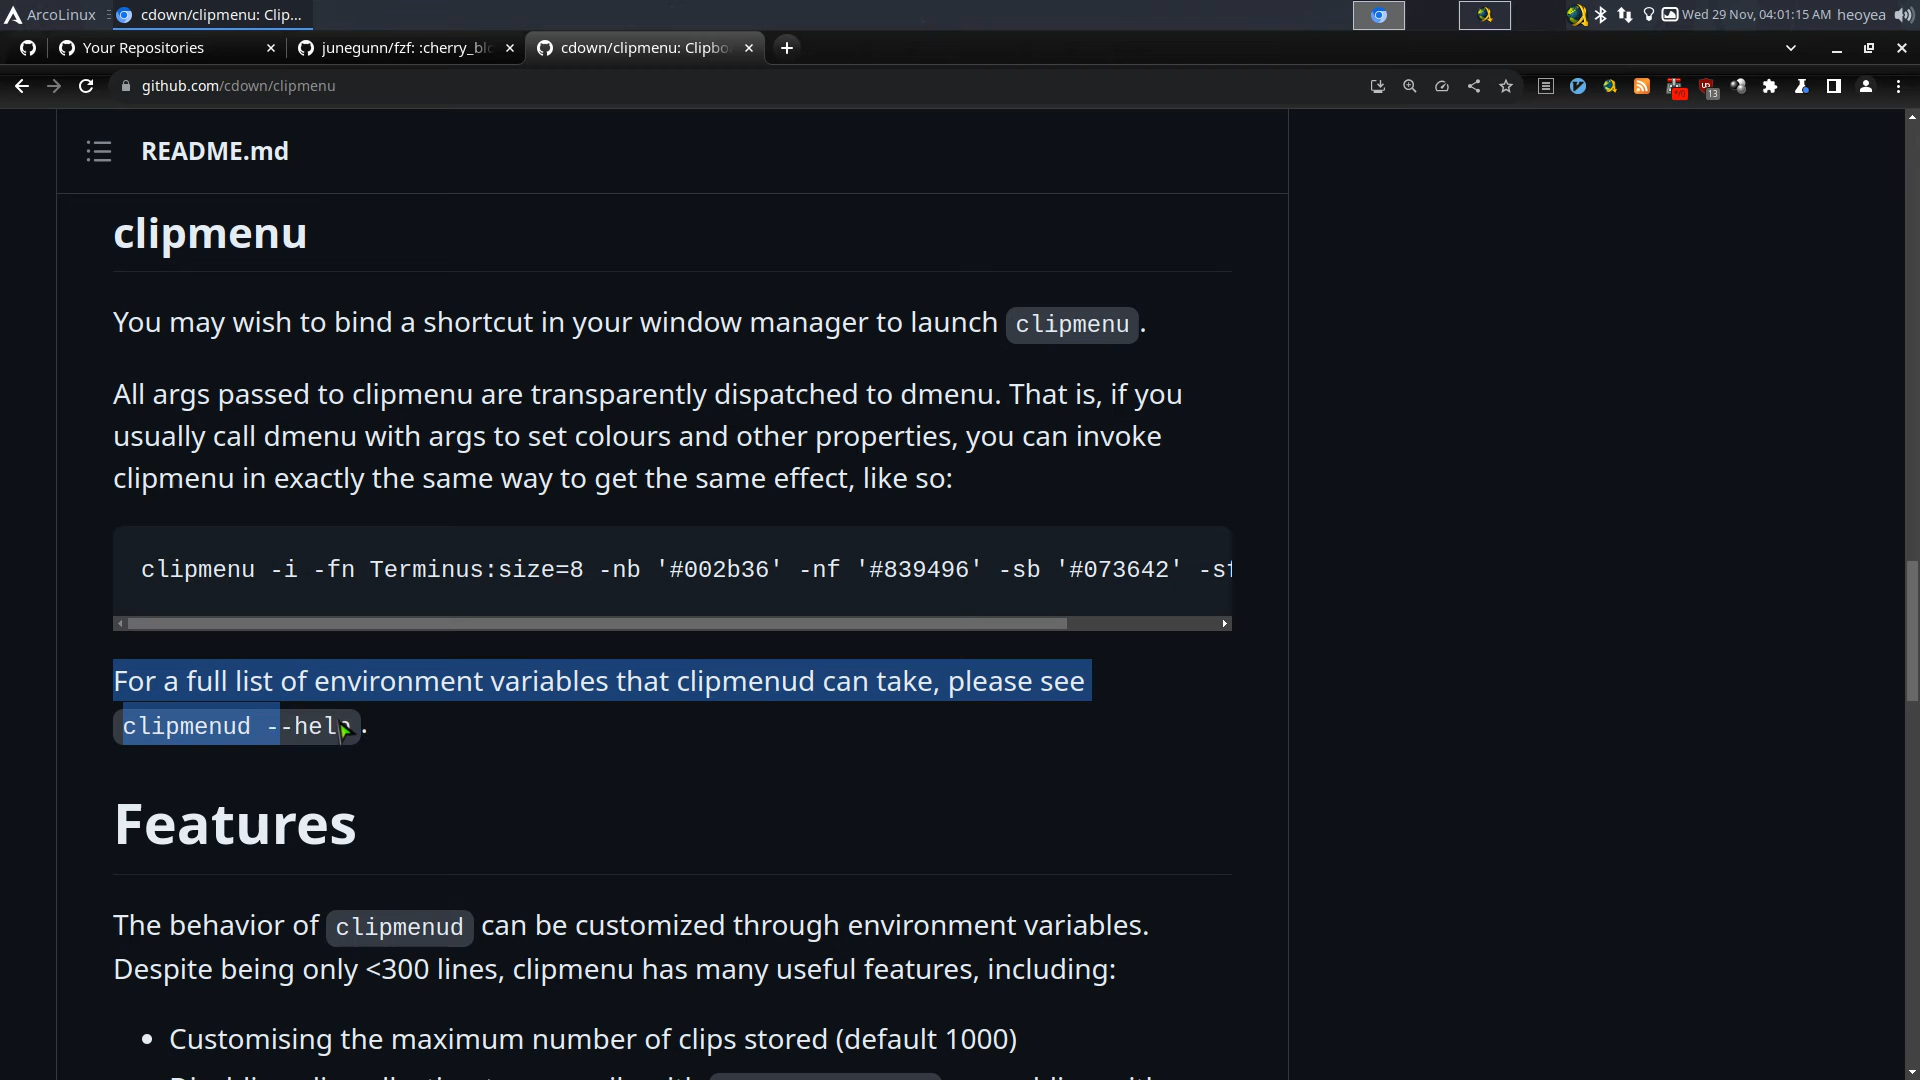 ArcoLinux
cdown/clipmenu: Clip...
Wed 29 Nov, 04:01:15 AM heoyea
Your Repositories
junegunn/fzf: :cherry_blo
cdown/clipmenu: Clipbo
github.com/cdown/clipmenu
13
README.md
clipmenu
You may wish to bind a shortcut in your window manager to launch clipmenu.
All args passed to clipmenu are transparently dispatched to dmenu. That is, if you
usually call dmenu with args to set colours and other properties, you can invoke
clipmenu in exactly the same way to get the same effect, like so:
clipmenu -i -fn Terminus:size=8 -nb '#002b36' -nf '#839496' -sb '#073642' -sf
For a full list of environment variables that clipmenud can take, please see
clipmenud --help.
Features
The behavior of clipmenud can be customized through environment variables.
Despite being only <300 lines, clipmenu has many useful features, including:
• Customising the maximum number of clips stored (default 1000)